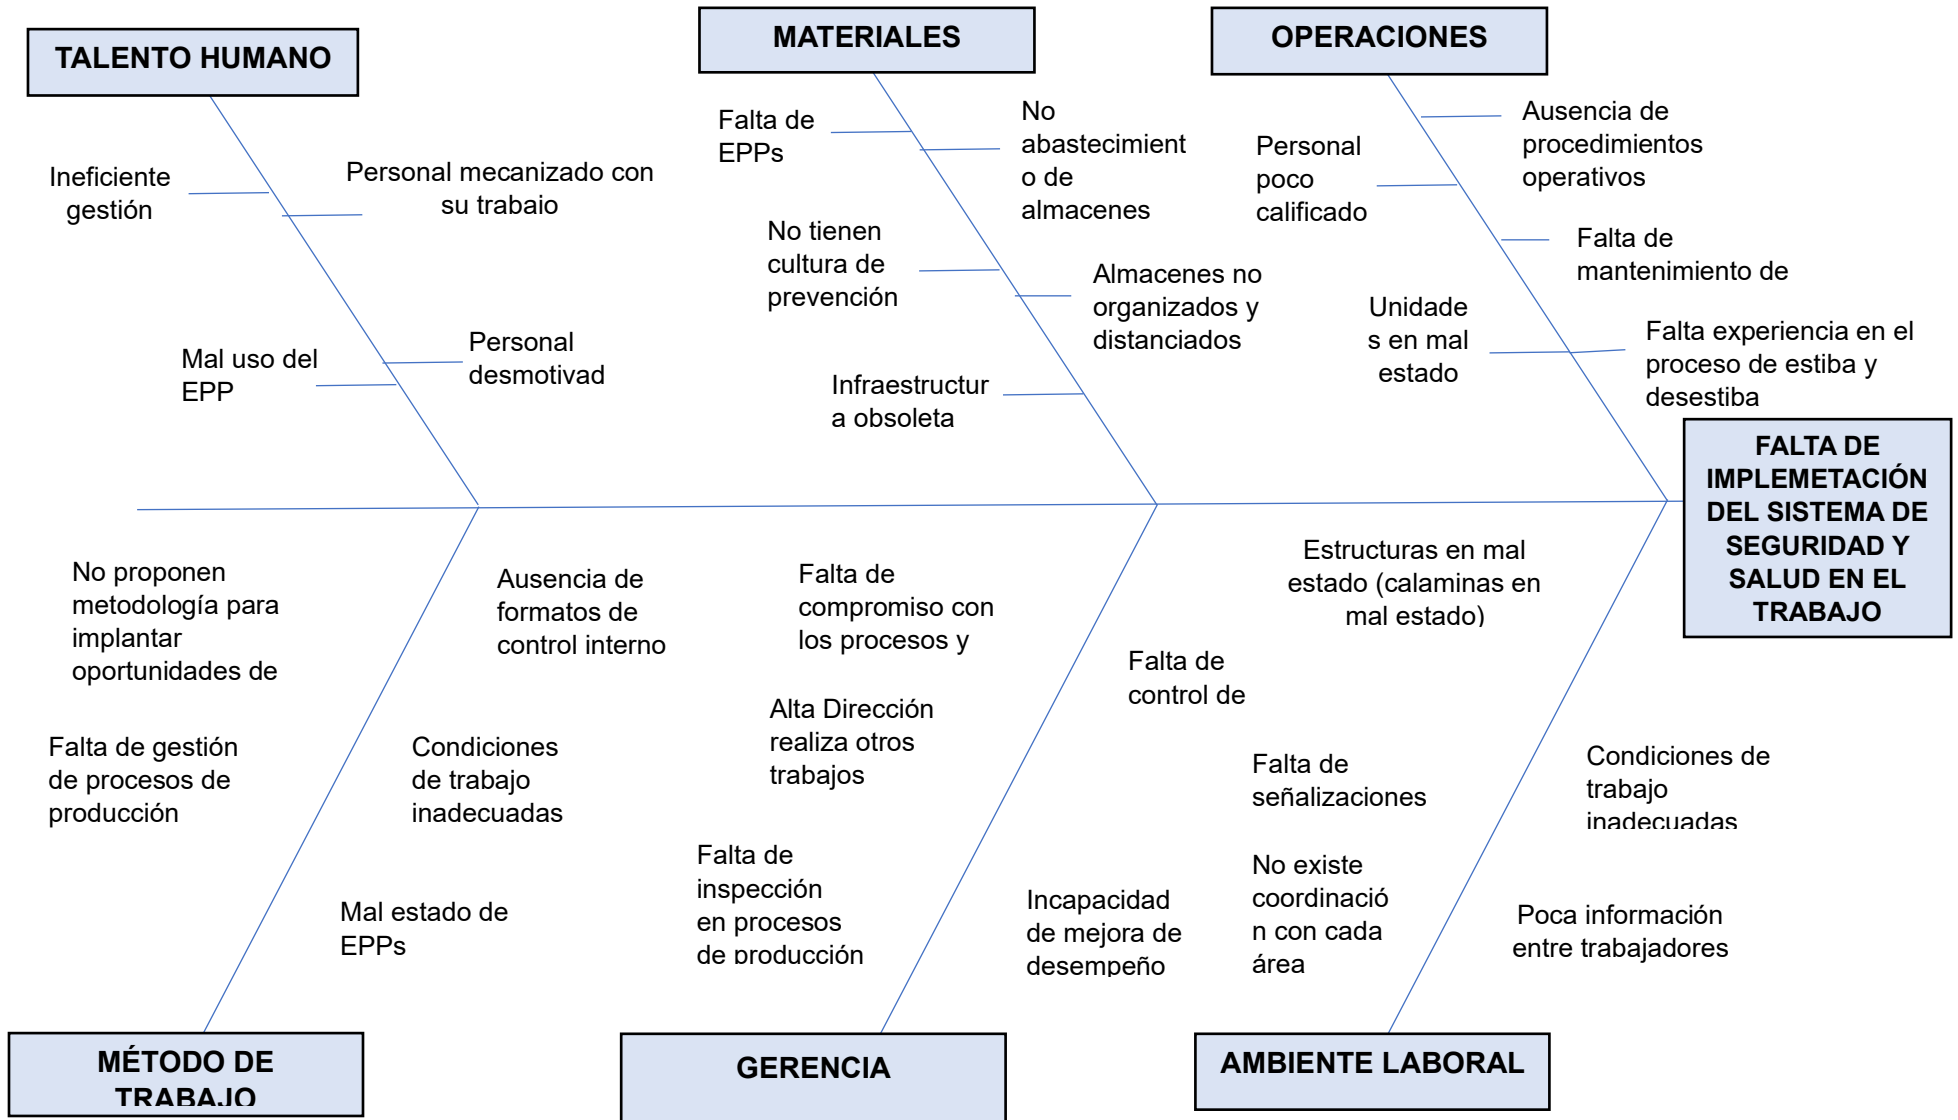 TALENTO HUMANO
MATERIALES
OPERACIONES
Ineficiente
gestión
Personal mecanizado con
su trabajo
Mal uso del
EPP
Personal
desmotivad
Falta de
EPPs
No
abastecimient
o de
almacenes
No tienen
cultura de
prevención
Almacenes no
organizados y
distanciados
Infraestructur
a obsoleta
Personal
poco
calificado
Ausencia de
procedimientos
operativos
Falta de
mantenimiento de
Unidade
s en mal
estado
Falta experiencia en el
proceso de estiba y
desestiba
FALTA DE
IMPLEMETACIÓN
DEL SISTEMA DE
SEGURIDAD Y
SALUD EN EL
TRABAJO
No proponen
metodología para
implantar
oportunidades de
Ausencia de
formatos de
control interno
Falta de gestión
de procesos de
producción
Condiciones
de trabajo
inadecuadas
Mal estado de
EPPs
Falta de
compromiso con
los procesos y
Alta Dirección
realiza otros
trabajos
Falta de
inspección
en procesos
de producción
Falta de
control de
Incapacidad
de mejora de
desempeño
Estructuras en mal
estado (calaminas en
mal estado)
Falta de
señalizaciones
Condiciones de
trabajo
inadecuadas
No existe
coordinació
n con cada
área
Poca información
entre trabajadores
MÉTODO DE
TRABAJO
GERENCIA
AMBIENTE LABORAL